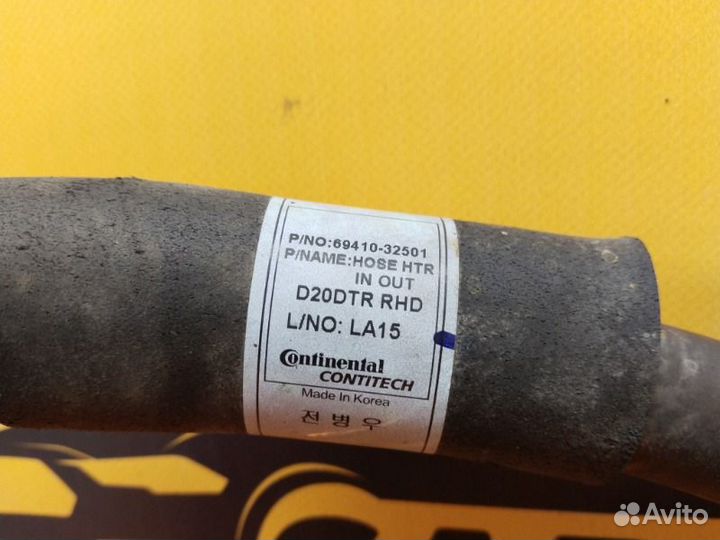 P/NO:69410-32501
P/NAME:HOSE HTR
IN OUT
D20DTR RHD
L/NO: LA15
Continental
CONTITECH
Made In Korea
전 병 우
Avito